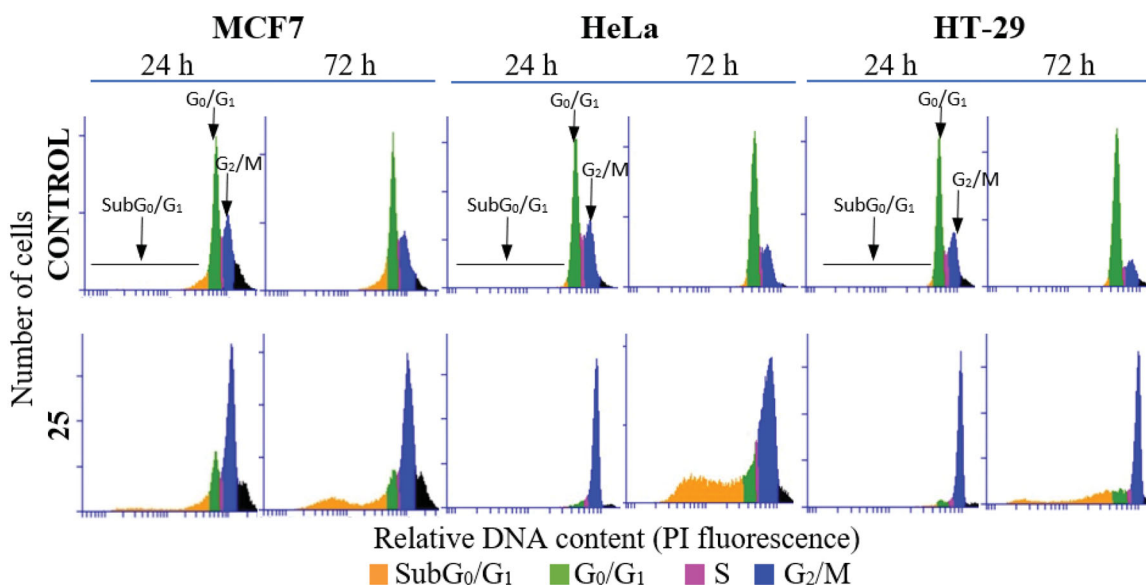 MCF7 HeLa HT-29
24 h 72 h 24 h 72 h 24 h 72 h
G₀/G₁ G₀/G₁ G₀/G₁
G₂/M G₂/M G₂/M
SubG₀/G₁ SubG₀/G₁ SubG₀/G₁
Number of cells
CONTROL
25
Relative DNA content (PI fluorescence)
SubG₀/G₁ G₀/G₁ S G₂/M